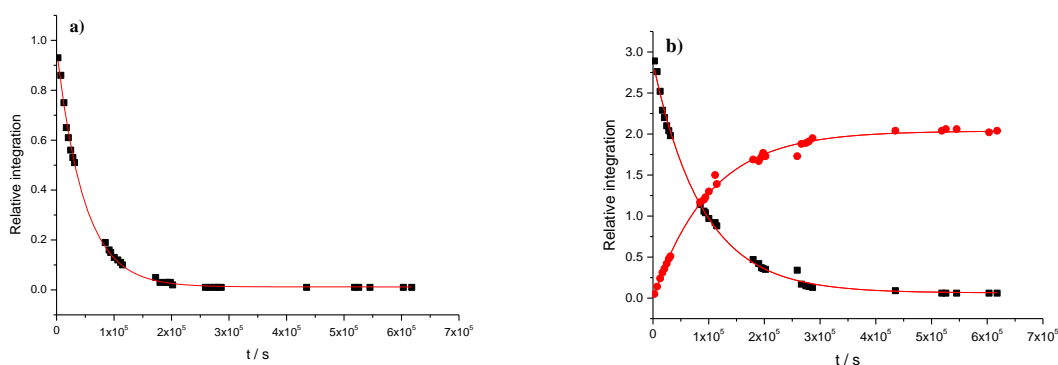 a)
Relative integration
1.0
0.8
0.6
0.4
0.2
0.0
0 1x10⁵ 2x10⁵ 3x10⁵ 4x10⁵ 5x10⁵ 6x10⁵ 7x10⁵
t / s
b)
Relative integration
3.0
2.5
2.0
1.5
1.0
0.5
0.0
0 1x10⁵ 2x10⁵ 3x10⁵ 4x10⁵ 5x10⁵ 6x10⁵ 7x10⁵
t / s